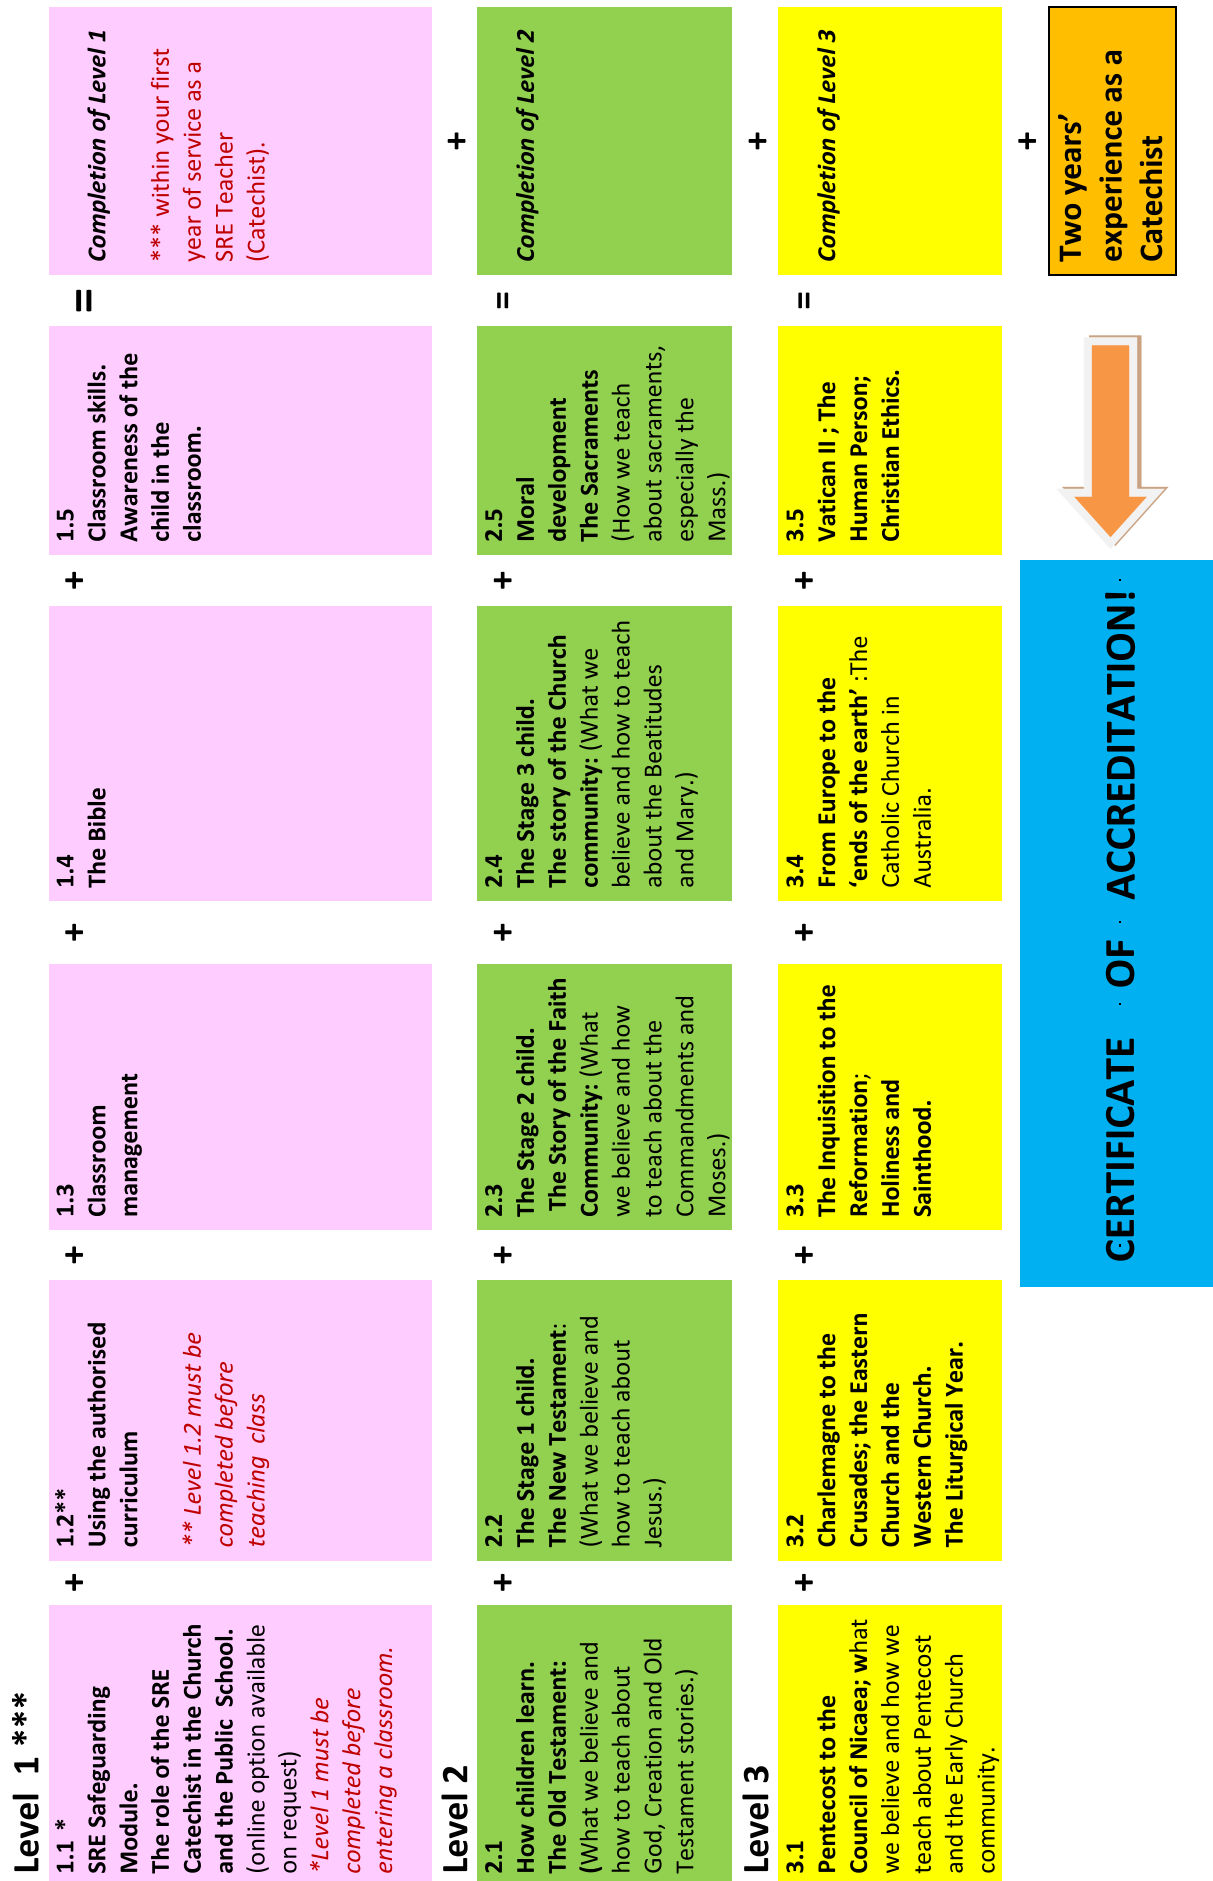 Level 1 ***
1.1 *
SRE Safeguarding
Module.
The role of the SRE
Catechist in the Church
and the Public School.
(online option available
on request)
*Level 1 must be
completed before
entering a classroom.
+
1.2**
Using the authorised
curriculum
** Level 1.2 must be
completed before
teaching class
+
1.3
Classroom
management
+
1.4
The Bible
+
1.5
Classroom skills.
Awareness of the
child in the
classroom.
=
Completion of Level 1
*** within your first
year of service as a
SRE Teacher
(Catechist).
+
Level 2
2.1
How children learn.
The Old Testament:
(What we believe and
how to teach about
God, Creation and Old
Testament stories.)
+
2.2
The Stage 1 child.
The New Testament:
(What we believe and
how to teach about
Jesus.)
+
2.3
The Stage 2 child.
The Story of the Faith
Community: (What
we believe and how
to teach about the
Commandments and
Moses.)
+
2.4
The Stage 3 child.
The story of the Church
community: (What we
believe and how to teach
about the Beatitudes
and Mary.)
+
2.5
Moral
development
The Sacraments
(How we teach
about sacraments,
especially the
Mass.)
=
Completion of Level 2
+
Level 3
3.1
Pentecost to the
Council of Nicaea; what
we believe and how we
teach about Pentecost
and the Early Church
community.
+
3.2
Charlemagne to the
Crusades; the Eastern
Church and the
Western Church.
The Liturgical Year.
+
3.3
The Inquisition to the
Reformation;
Holiness and
Sainthood.
+
3.4
From Europe to the
‘ends of the earth’ :The
Catholic Church in
Australia.
+
3.5
Vatican II ; The
Human Person;
Christian Ethics.
=
Completion of Level 3
+
Two years’
experience as a
Catechist
CERTIFICATE OF ACCREDITATION!